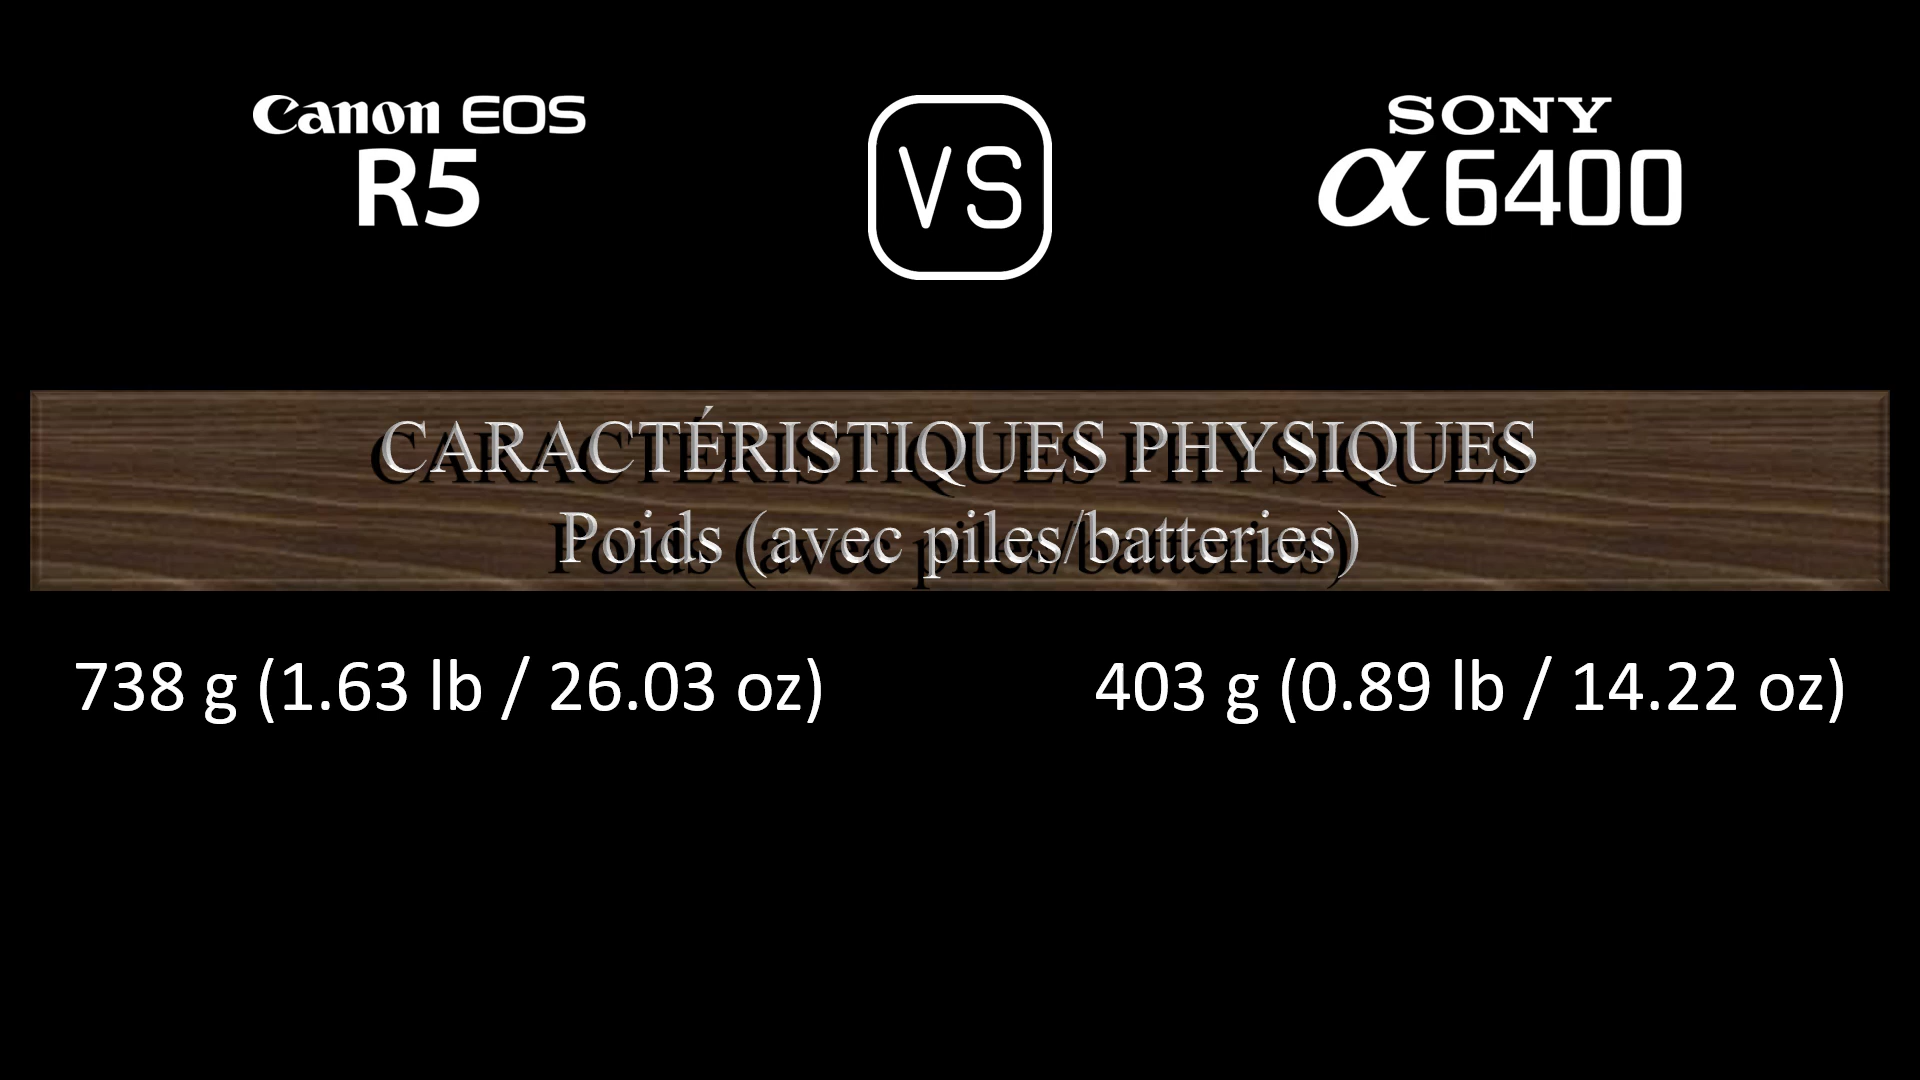 Canon EOS
R5
VS
SONY
α6400
CARACTÉRISTIQUES PHYSIQUES
Poids (avec piles/batteries)
738 g (1.63 lb / 26.03 oz)
403 g (0.89 lb / 14.22 oz)